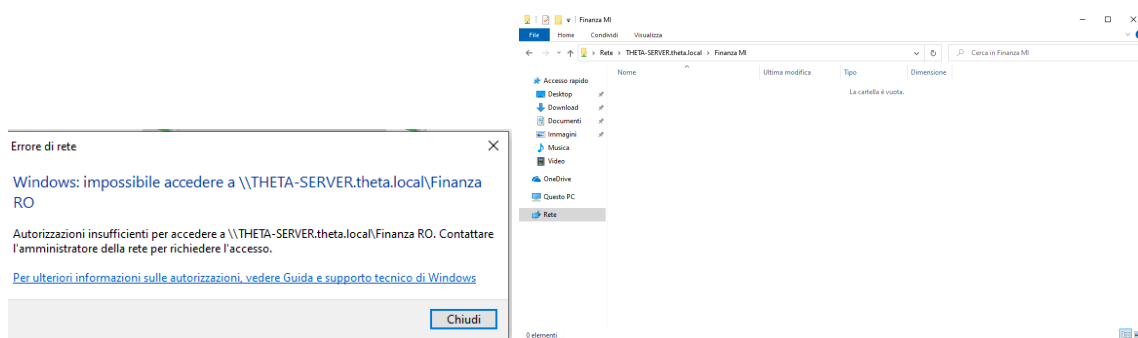 Errore di rete
Windows: impossibile accedere a \\THETA-SERVER.theta.local\Finanza
RO
Autorizzazioni insufficienti per accedere a \\THETA-SERVER.theta.local\Finanza RO. Contattare
l'amministratore della rete per richiedere l'accesso.
Per ulteriori informazioni sulle autorizzazioni, vedere Guida e supporto tecnico di Windows
Chiudi
Finanza MI
File Home Condividi Visualizza
Rete > THETA-SERVER.theta.local > Finanza MI
Cerca in Finanza MI
Nome Ultima modifica Tipo Dimensione
La cartella è vuota.
Accesso rapido
Desktop
Download
Documenti
Immagini
Musica
Video
OneDrive
Questo PC
Rete
0 elementi